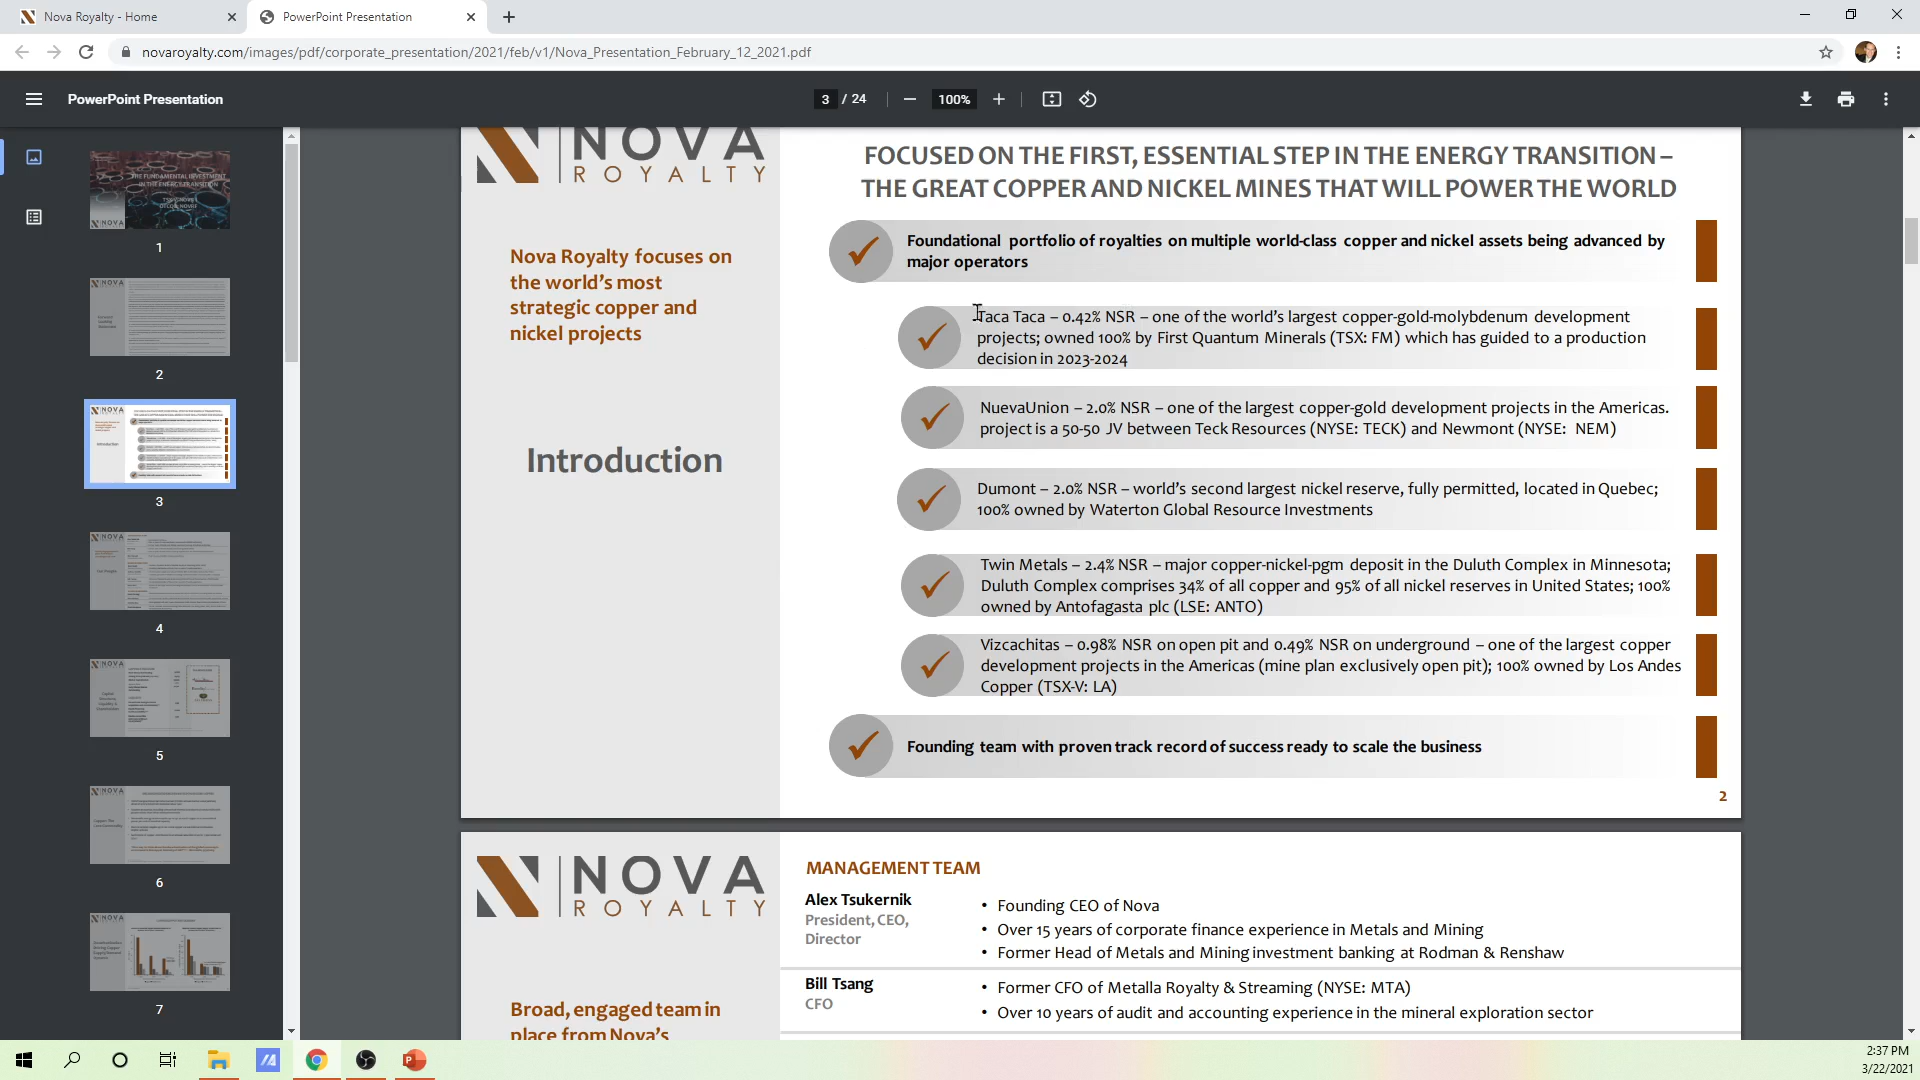 Nova Royalty - Home
PowerPoint Presentation
novaroyalty.com/images/pdf/corporate_presentation/2021/feb/v1/Nova_Presentation_February_12_2021.pdf
PowerPoint Presentation
3 / 24
100%
THE FUNDAMENTAL INVESTMENT
IN THE ENERGY TRANSITION
NOVA
1
2
3
4
5
6
7
NOVA
ROYALTY
Nova Royalty focuses on
the world's most
strategic copper and
nickel projects
Introduction
FOCUSED ON THE FIRST, ESSENTIAL STEP IN THE ENERGY TRANSITION –
THE GREAT COPPER AND NICKEL MINES THAT WILL POWER THE WORLD
Foundational portfolio of royalties on multiple world-class copper and nickel assets being advanced by
major operators
Taca Taca – 0.42% NSR – one of the world's largest copper-gold-molybdenum development
projects; owned 100% by First Quantum Minerals (TSX: FM) which has guided to a production
decision in 2023-2024
NuevaUnion – 2.0% NSR – one of the largest copper-gold development projects in the Americas.
project is a 50-50 JV between Teck Resources (NYSE: TECK) and Newmont (NYSE: NEM)
Dumont – 2.0% NSR – world's second largest nickel reserve, fully permitted, located in Quebec;
100% owned by Waterton Global Resource Investments
Twin Metals – 2.4% NSR – major copper-nickel-pgm deposit in the Duluth Complex in Minnesota;
Duluth Complex comprises 34% of all copper and 95% of all nickel reserves in United States; 100%
owned by Antofagasta plc (LSE: ANTO)
Vizcachitas – 0.98% NSR on open pit and 0.49% NSR on underground – one of the largest copper
development projects in the Americas (mine plan exclusively open pit); 100% owned by Los Andes
Copper (TSX-V: LA)
Founding team with proven track record of success ready to scale the business
2
NOVA
ROYALTY
Broad, engaged team in
place from Nova's
MANAGEMENT TEAM
Alex Tsukernik
President, CEO,
Director
• Founding CEO of Nova
• Over 15 years of corporate finance experience in Metals and Mining
• Former Head of Metals and Mining investment banking at Rodman & Renshaw
Bill Tsang
CFO
• Former CFO of Metalla Royalty & Streaming (NYSE: MTA)
• Over 10 years of audit and accounting experience in the mineral exploration sector
2:37 PM
3/22/2021